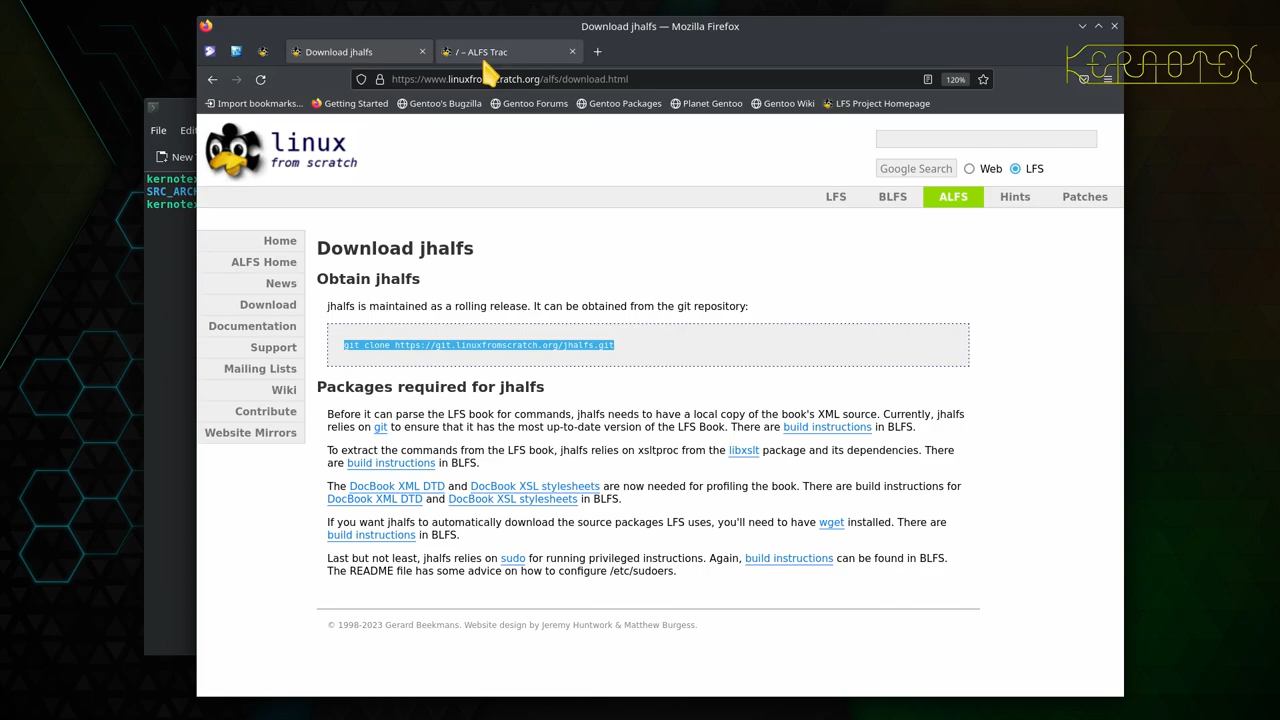 Download jhalfs — Mozilla Firefox
Download jhalfs
/ – ALFS Trac
https://www.linuxfro scratch.org/alfs/download.html
120%
KERNOTEX
Import bookmarks...
Getting Started
Gentoo's Bugzilla
Gentoo Forums
Gentoo Packages
Planet Gentoo
Gentoo Wiki
LFS Project Homepage
File Edi
New
kernotex
SRC_ARCH
kernotex
linux
from scratch
Google Search
Web
LFS
LFS
BLFS
ALFS
Hints
Patches
Home
ALFS Home
News
Download
Documentation
Support
Mailing Lists
Wiki
Contribute
Website Mirrors
Download jhalfs
Obtain jhalfs
jhalfs is maintained as a rolling release. It can be obtained from the git repository:
git clone https://git.linuxfromscratch.org/jhalfs.git
Packages required for jhalfs
Before it can parse the LFS book for commands, jhalfs needs to have a local copy of the book's XML source. Currently, jhalfs
relies on git to ensure that it has the most up-to-date version of the LFS Book. There are build instructions in BLFS.
To extract the commands from the LFS book, jhalfs relies on xsltproc from the libxslt package and its dependencies. There
are build instructions in BLFS.
The DocBook XML DTD and DocBook XSL stylesheets are now needed for profiling the book. There are build instructions for
DocBook XML DTD and DocBook XSL stylesheets in BLFS.
If you want jhalfs to automatically download the source packages LFS uses, you'll need to have wget installed. There are
build instructions in BLFS.
Last but not least, jhalfs relies on sudo for running privileged instructions. Again, build instructions can be found in BLFS.
The README file has some advice on how to configure /etc/sudoers.
© 1998-2023 Gerard Beekmans. Website design by Jeremy Huntwork & Matthew Burgess.